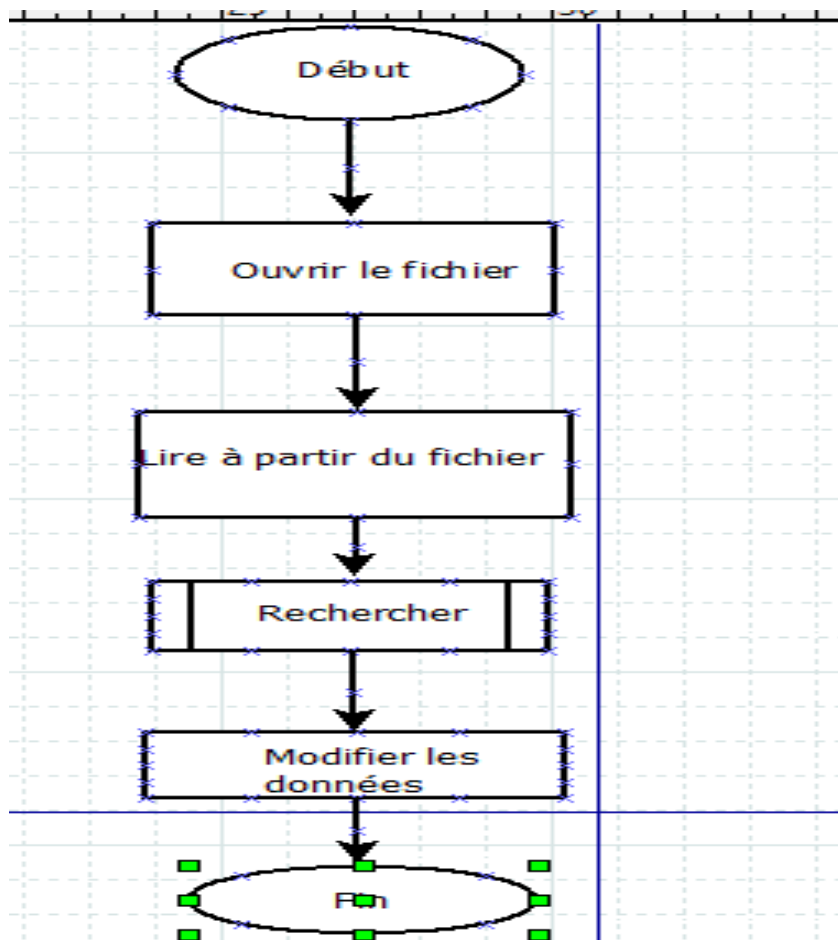 Début
Ouvrir le fichier
Lire à partir du fichier
Rechercher
Modifier les
données
Fin